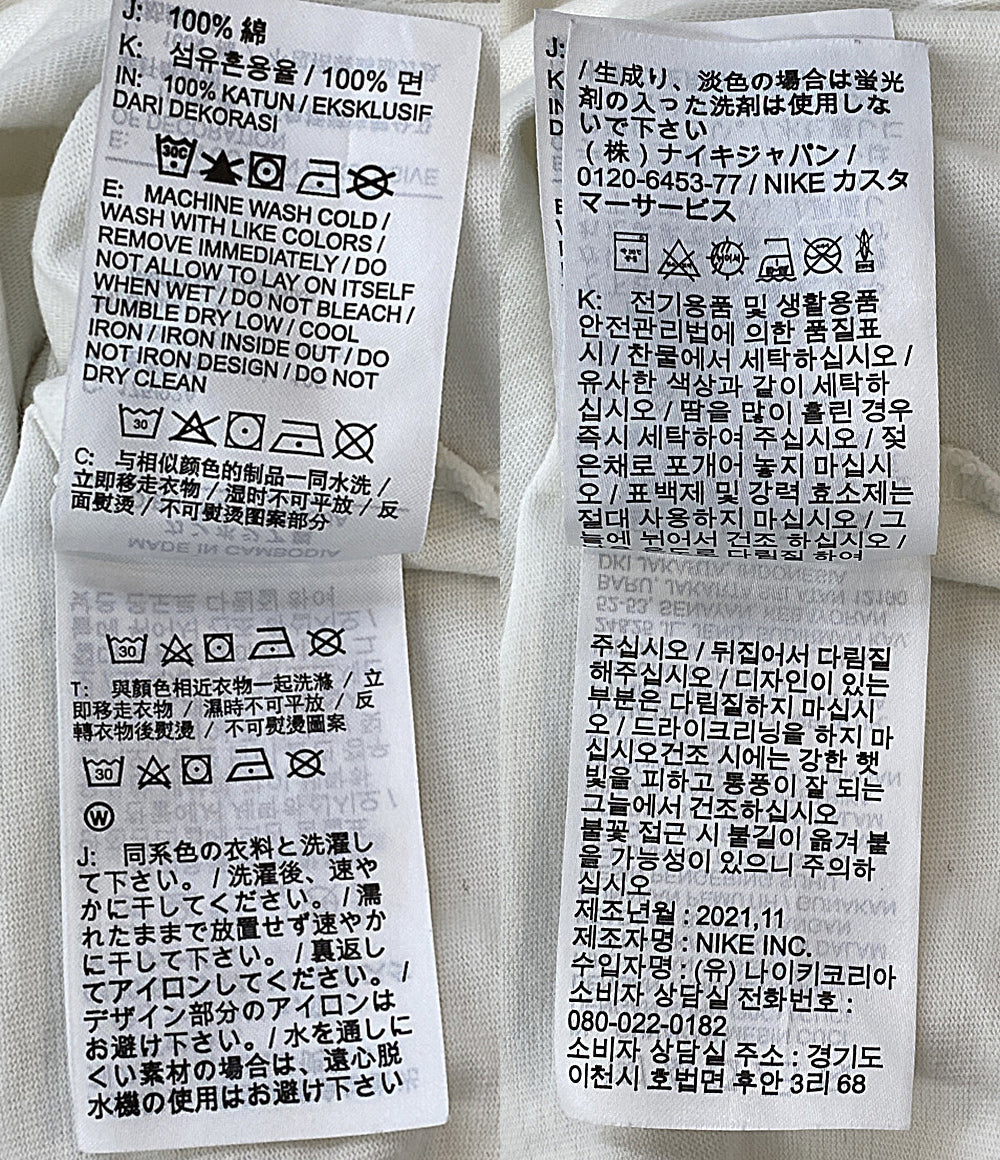 J: 100% 綿
K: 섬유혼용율 / 100% 면
IN: 100% KATUN / EKSKLUSIF
DARI DEKORASI
30C
E: MACHINE WASH COLD /
WASH WITH LIKE COLORS /
REMOVE IMMEDIATELY / DO
NOT ALLOW TO LAY ON ITSELF
WHEN WET / DO NOT BLEACH /
TUMBLE DRY LOW / COOL
IRON / IRON INSIDE OUT / DO
NOT IRON DESIGN / DO NOT
DRY CLEAN
30
C: 与相似颜色的制品一同水洗 /
立即移走衣物 / 湿时不可平放 / 反
面熨烫 / 不可熨烫图案部分
30
T: 與顏色相近衣物一起洗滌 / 立
即移走衣物 / 濕時不可平放 / 反
轉衣物後熨燙 / 不可熨燙圖案
30
W
J: 同系色の衣料と洗濯し
て下さい。 / 洗濯後、速や
かに干してください。 / 濡
れたままで放置せず速やか
に干して下さい。 / 裏返し
てアイロンしてください。 /
デザイン部分のアイロンは
お避け下さい。 / 水を通しに
くい素材の場合は、遠心脱
水機の使用はお避け下さい
J:
K
IN
D
/ 生成り、淡色の場合は蛍光
剤の入った洗剤は使用しな
いで下さい
(株) ナイキジャパン /
0120-6453-77 / NIKE カスタ
マーサービス
K: 전기용품 및 생활용품
안전관리법에 의한 품질표
시 / 찬물에서 세탁하십시오 /
유사한 색상과 같이 세탁하
십시오 / 땀을 많이 흘린 경우
즉시 세탁하여 주십시오 / 젖
은채로 포개어 놓지 마십시
오 / 표백제 및 강력 효소제는
절대 사용하지 마십시오 / 그
늘에 뉘어서 건조 하십시오 /
낮은 온도로 다림질 하여
주십시오 / 뒤집어서 다림질
해주십시오 / 디자인이 있는
부분은 다림질하지 마십시
오 / 드라이크리닝을 하지 마
십시오건조 시에는 강한 햇
빛을 피하고 통풍이 잘 되는
그늘에서 건조하십시오
불꽃 접근 시 불길이 옮겨 붙
을 가능성이 있으니 주의하
십시오
제조년월 : 2021,11
제조자명 : NIKE INC.
수입자명 : (유) 나이키코리아
소비자 상담실 전화번호 :
080-022-0182
소비자 상담실 주소 : 경기도
이천시 호법면 후안 3리 68